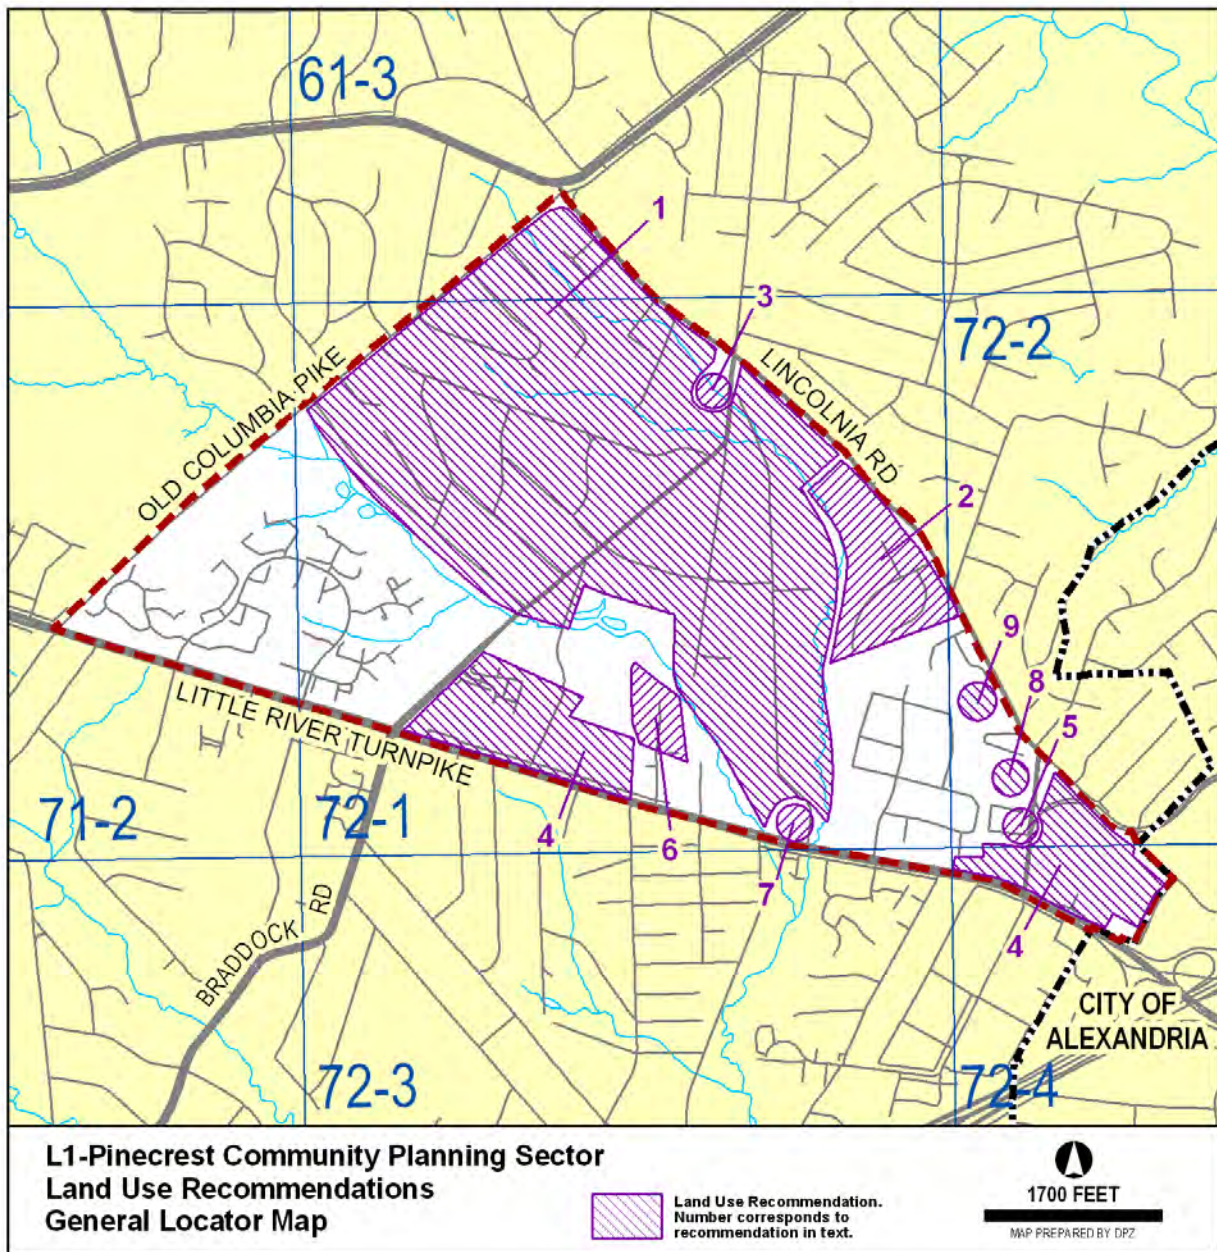 61-3
1
3
72-2
LINCOLNIA RD
OLD COLUMBIA PIKE
2
9
8
5
LITTLE RIVER TURNPIKE
71-2
72-1
4
6
7
4
BRADDOCK RD
CITY OF
ALEXANDRIA
72-3
72-4
L1-Pinecrest Community Planning Sector
Land Use Recommendations
General Locator Map
Land Use Recommendation.
Number corresponds to
recommendation in text.
1700 FEET
MAP PREPARED BY DPZ